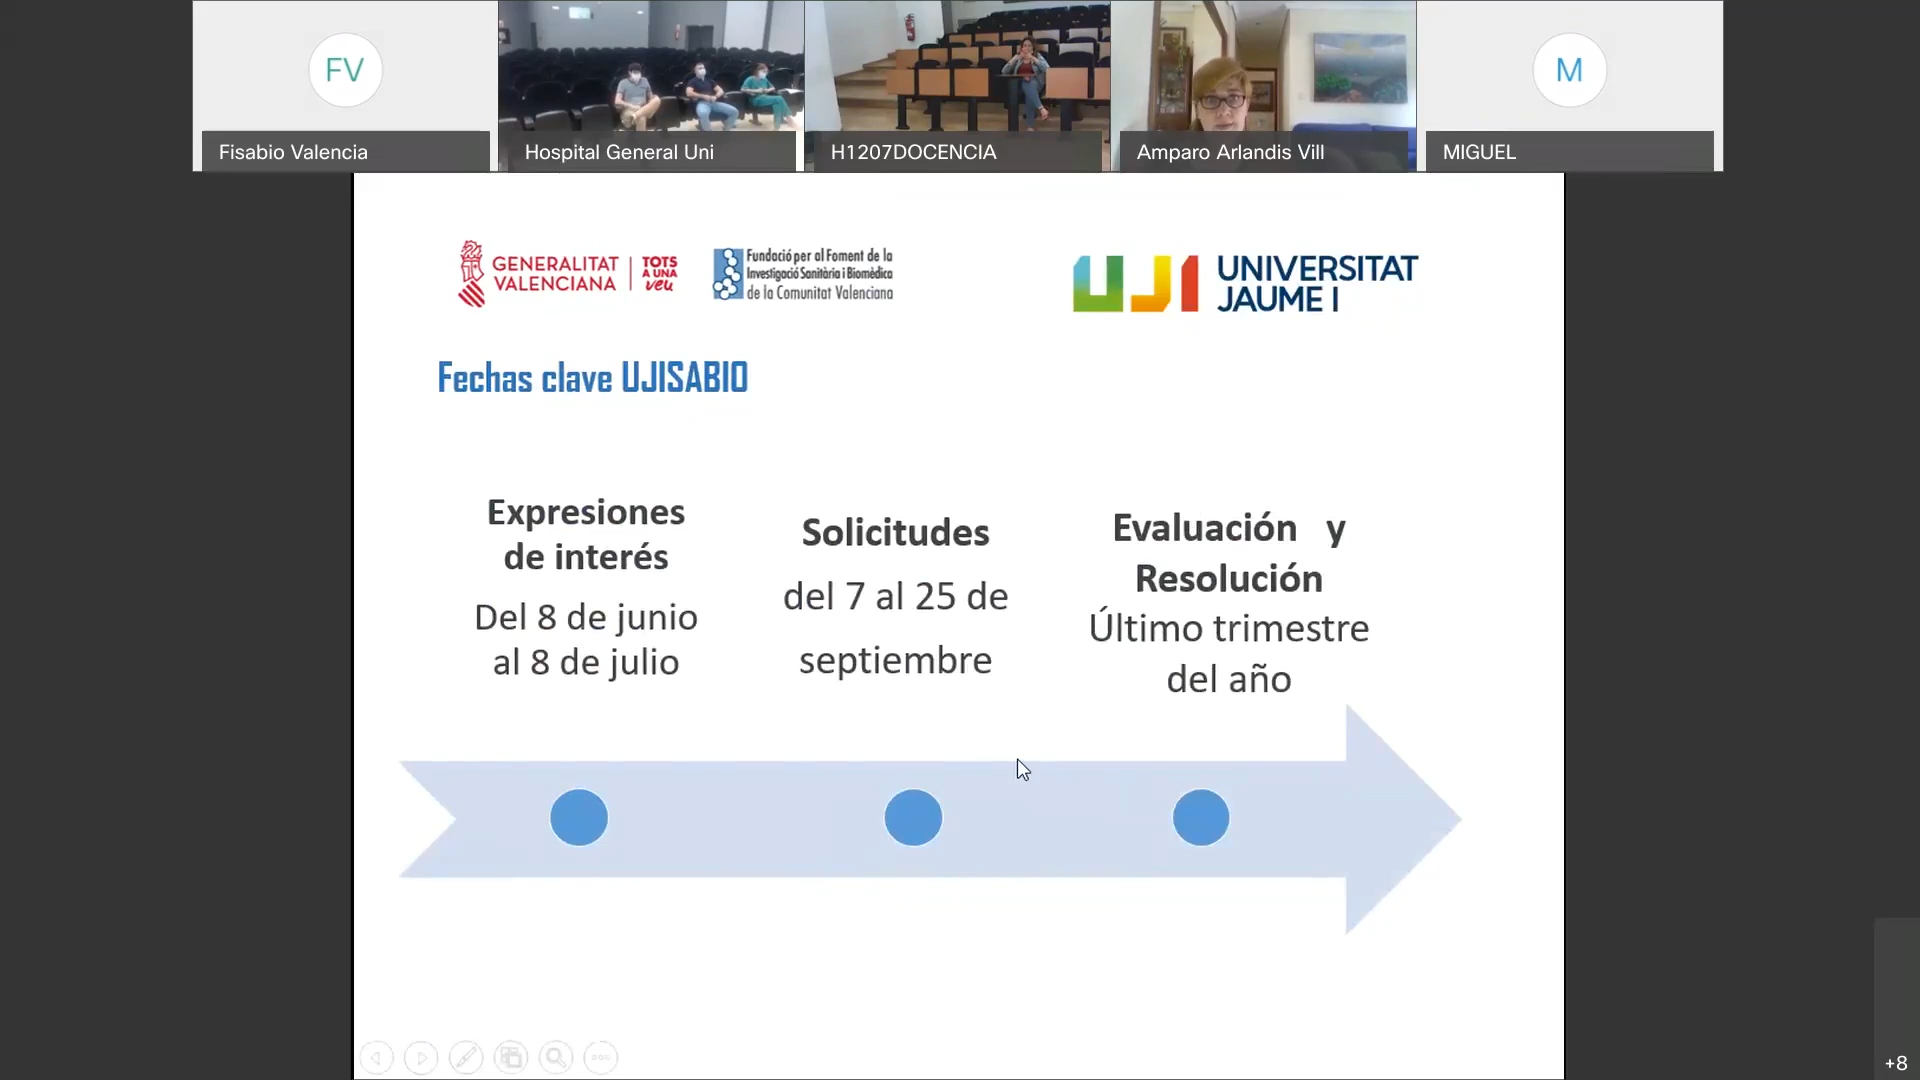 FV
M
Fisabio Valencia
Hospital General Uni
H1207DOCENCIA
Amparo Arlandis Vill
MIGUEL
GENERALITAT
VALENCIANA
TOTS
A UNA
veu
Fundació per al Foment de la
Investigació Sanitària i Biomèdica
de la Comunitat Valenciana
UJI
UNIVERSITAT
JAUME I
Fechas clave UJISABIO
Expresiones
de interés
Del 8 de junio
al 8 de julio
Solicitudes
del 7 al 25 de
septiembre
Evaluación y
Resolución
Último trimestre
del año
+8